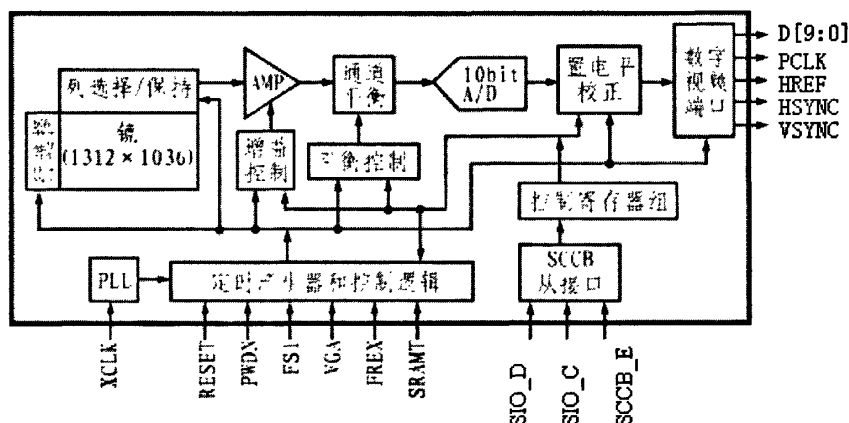 D[9:0]
PCLK
HREF
HSYNC
VSYNC
数字
视频
端口
置电平
校正
10bit
A/D
通道
平衡
AMP
列选择/保持
镜
(1312×1036)
增益
控制
平衡控制
控制寄存器组
SCCB
从接口
PLL
定时产生器和控制逻辑
XCLK
RESET
PWDN
FSI
VGA
FREX
SRAMT
SIO_D
SIO_C
SCCB_E